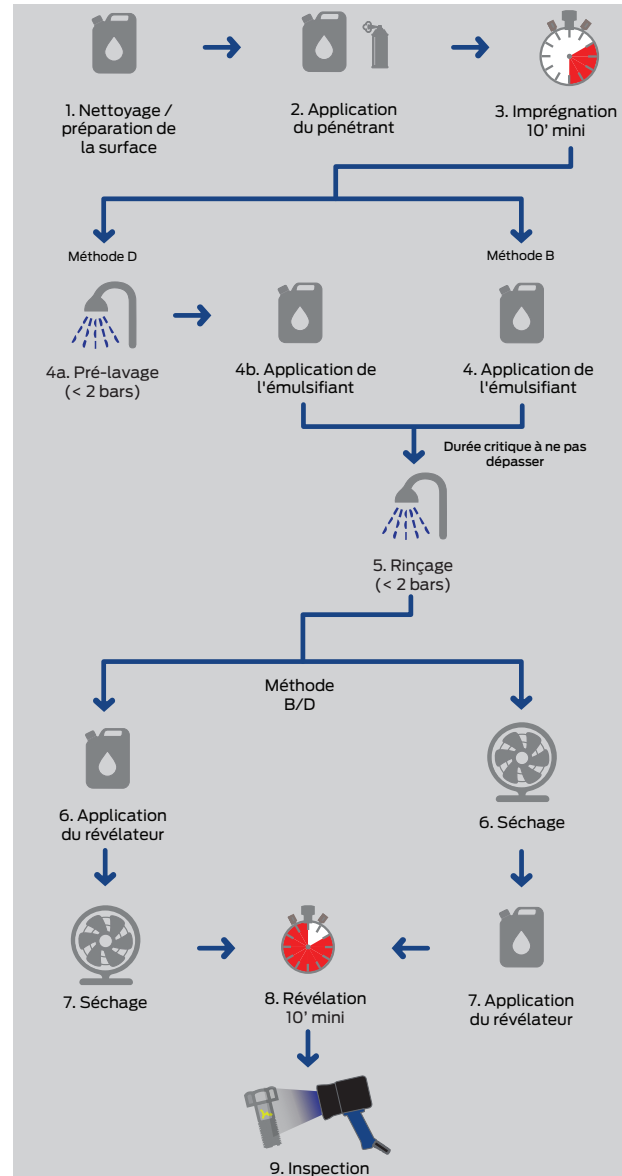 1. Nettoyage /
préparation de
la surface
2. Application
du pénétrant
3. Imprégnation
10' mini
Méthode D
Méthode B
4a. Pré-lavage
(< 2 bars)
4b. Application de
l'émulsifiant
4. Application de
l'émulsifiant
Durée critique à ne pas
dépasser
5. Rinçage
(< 2 bars)
Méthode
B/D
6. Application
du révélateur
6. Séchage
7. Séchage
8. Révélation
10' mini
7. Application
du révélateur
9. Inspection